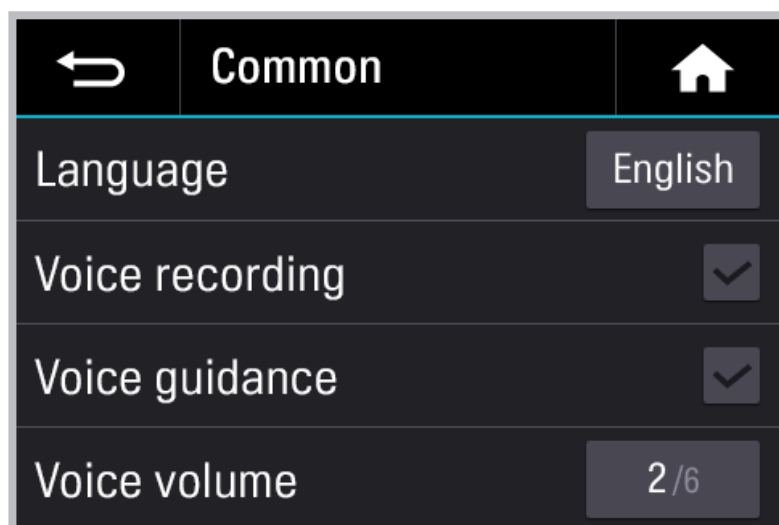 Common
Language English
Voice recording
Voice guidance
Voice volume 2/6